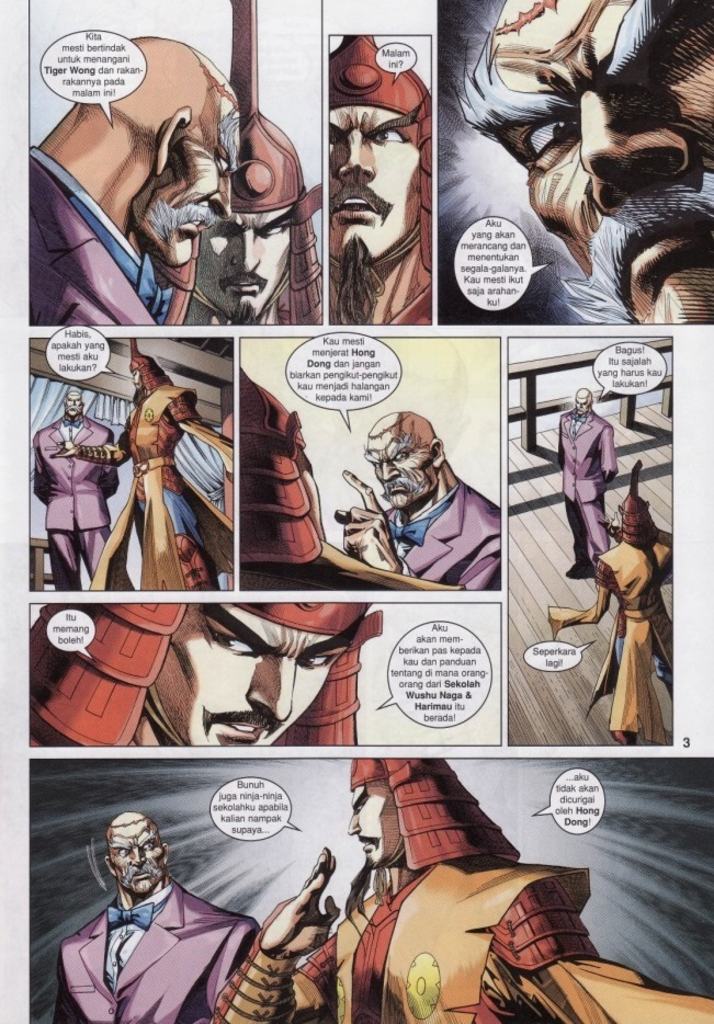 Kita
mesti bertindak
untuk menangani
Tiger Wong dan rakan-
rakannya pada
malam ini!
Malam
ini?
Aku
yang akan
merancang dan
menentukan
segala-galanya.
Kau mesti ikut
saja arahan-
ku!
Habis,
apakah yang
mesti aku
lakukan?
Kau mesti
menjerat Hong
Dong dan jangan
biarkan pengikut-pengikut
kau menjadi halangan
kepada kami!
Bagus!
Itu sajalah
yang harus kau
lakukan!
Seperkara
lagi!
Itu
memang
boleh!
Aku
akan mem-
berikan pas kepada
kau dan panduan
tentang di mana orang-
orang dari Sekolah
Wushu Naga &
Harimau itu
berada!
3
Bunuh
juga ninja-ninja
sekolahku apabila
kalian nampak
supaya...
...aku
tidak akan
dicurigai
oleh Hong
Dong!